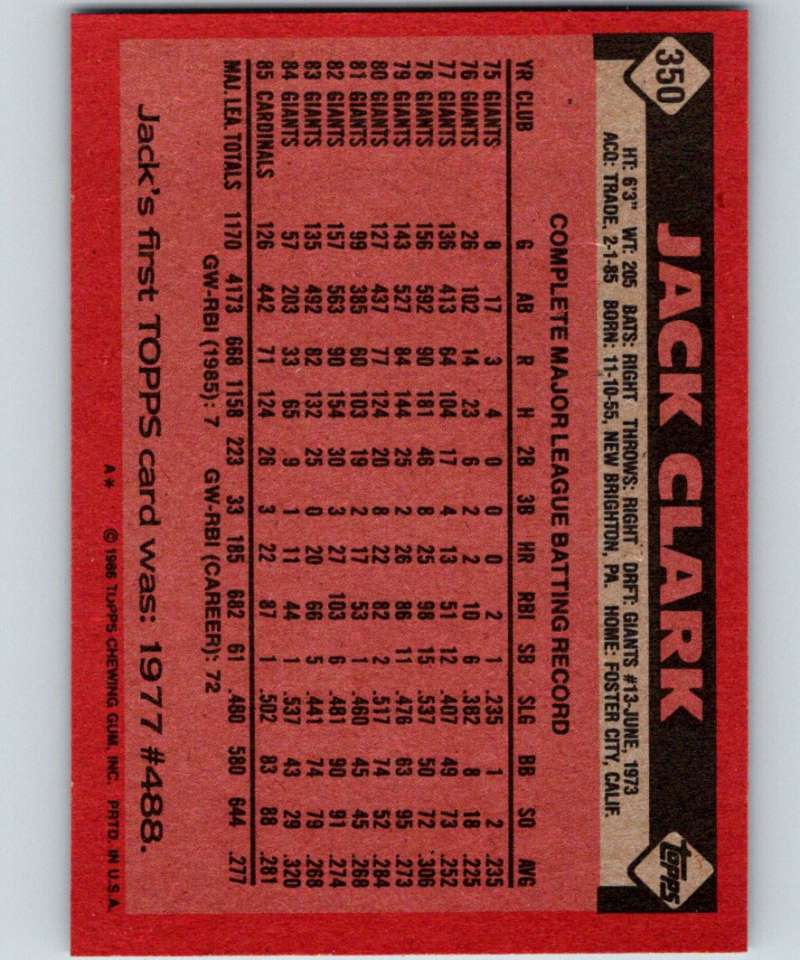 350
JACK CLARK
TOPPS
HT: 6'3" WT: 205 BATS: RIGHT THROWS: RIGHT DRFT: GIANTS #13-JUNE, 1973
ACQ: TRADE, 2-1-85 BORN: 11-10-55, NEW BRIGHTON, PA. HOME: FOSTER CITY, CALIF.
COMPLETE MAJOR LEAGUE BATTING RECORD
YR CLUB G AB R H 2B 3B HR RBI SB SLG BB SO AVG
75 GIANTS 8 17 3 4 0 0 0 2 1 .235 1 2 .235
76 GIANTS 26 102 14 23 6 2 2 10 6 .382 8 18 .225
77 GIANTS 136 413 64 104 17 4 13 51 12 .407 49 73 .252
78 GIANTS 156 592 90 181 46 8 25 98 15 .537 50 72 .306
79 GIANTS 143 527 84 144 25 2 26 86 11 .476 63 95 .273
80 GIANTS 127 437 77 124 20 8 22 82 2 .517 74 52 .284
81 GIANTS 99 385 60 103 19 2 17 53 1 .460 45 45 .268
82 GIANTS 157 563 90 154 30 3 27 103 6 .481 90 91 .274
83 GIANTS 135 492 82 132 25 0 20 66 5 .441 74 79 .268
84 GIANTS 57 203 33 65 9 1 11 44 1 .537 43 29 .320
85 CARDINALS 126 442 71 124 26 3 22 87 1 .502 83 88 .281
MAJ. LEA. TOTALS 1170 4173 668 1158 223 33 185 682 61 .480 580 644 .277
GW-RBI (1985): 7 GW-RBI (CAREER): 72
Jack's first TOPPS card was: 1977 #488.
A* © 1986 TOPPS CHEWING GUM, INC. PRTD. IN U.S.A.